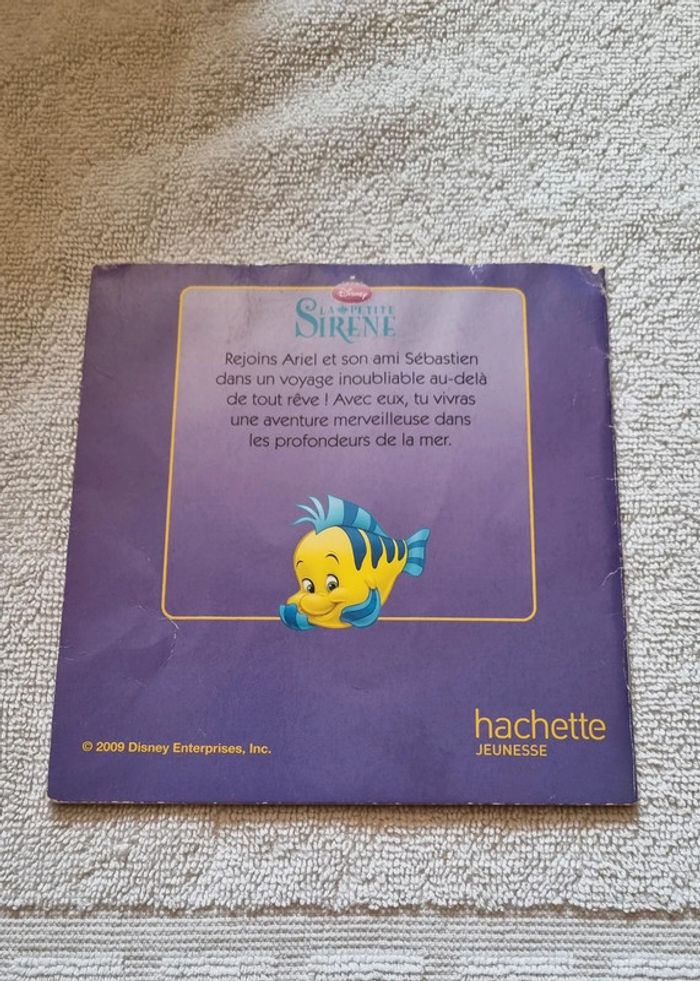 Disney
LA PETITE
SIRÈNE
Rejoins Ariel et son ami Sébastien
dans un voyage inoubliable au-delà
de tout rêve ! Avec eux, tu vivras
une aventure merveilleuse dans
les profondeurs de la mer.
hachette
JEUNESSE
© 2009 Disney Enterprises, Inc.